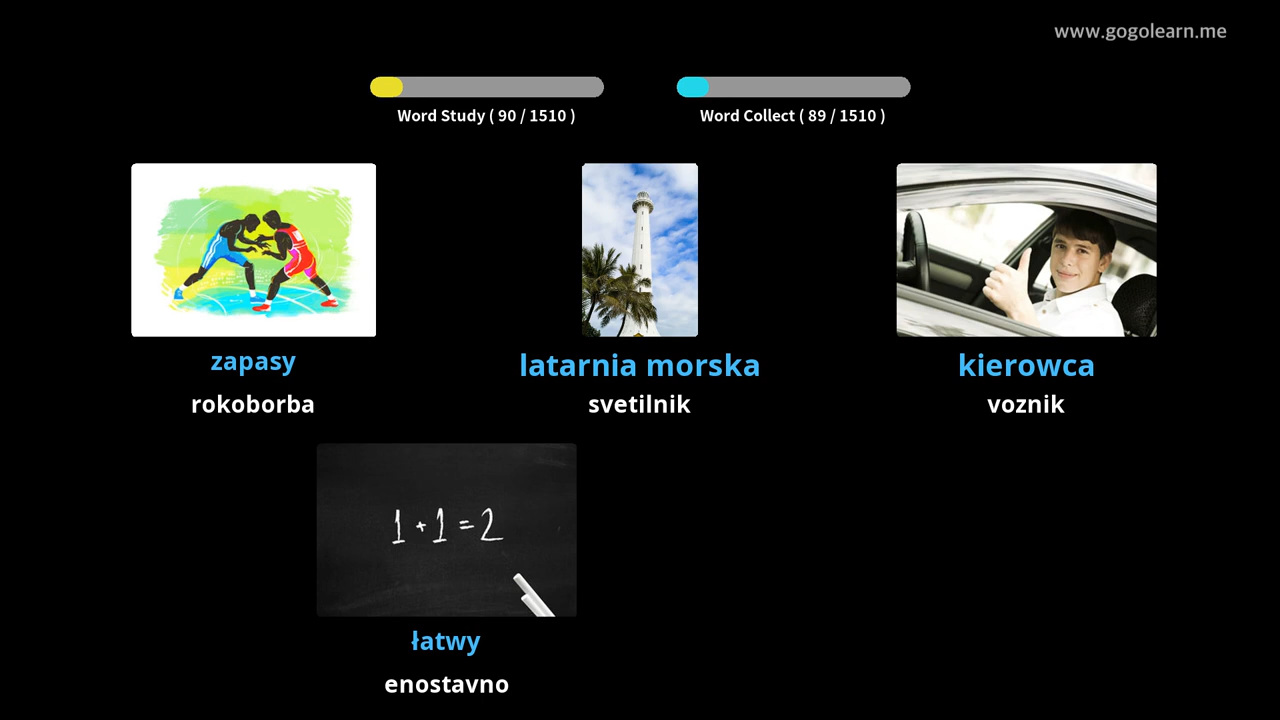 www.gogolearn.me
Word Study ( 90 / 1510 )
Word Collect ( 89 / 1510 )
zapasy
rokoborba
latarnia morska
svetilnik
kierowca
voznik
1 + 1 = 2
łatwy
enostavno